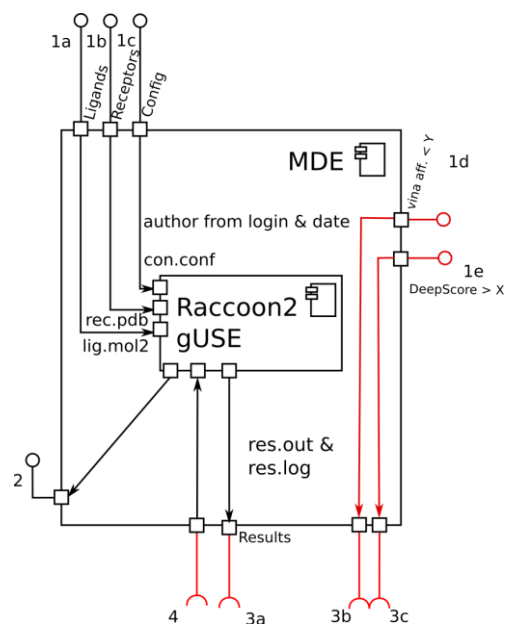 1a
1b
1c
Ligands
Receptors
Config
MDE
vina aff. < Y
1d
author from login & date
con.conf
1e
DeepScore > X
Raccoon2
gUSE
rec.pdb
lig.mol2
res.out &
res.log
2
Results
4
3a
3b
3c